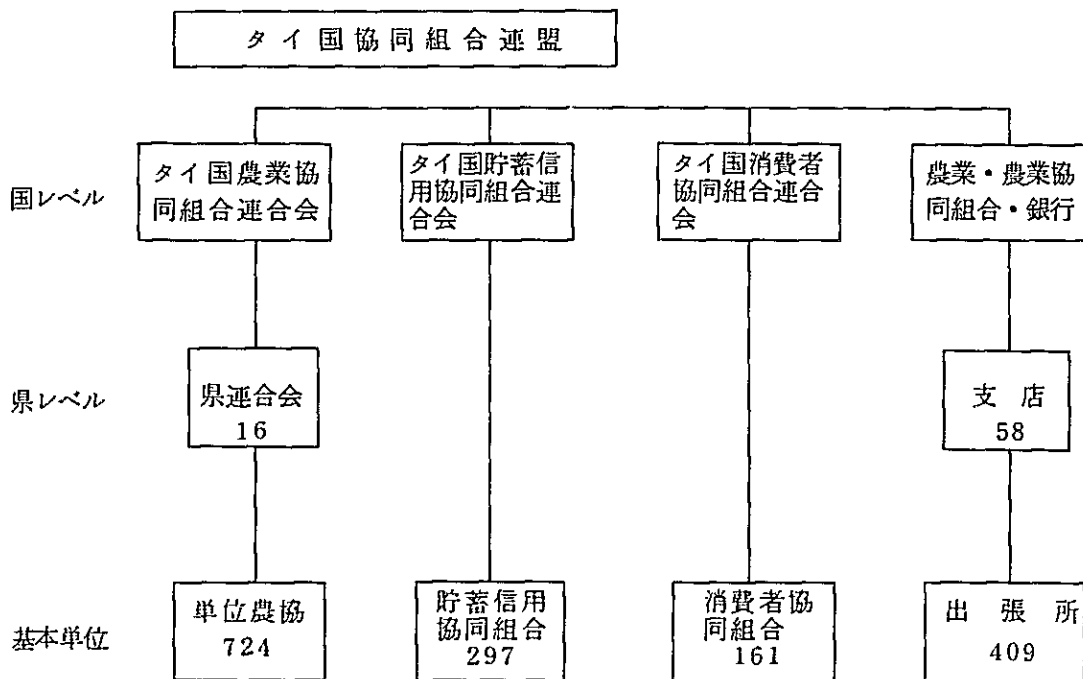 タイ国協同組合連盟
国レベル
タイ国農業協
同組合連合会
タイ国貯蓄信
用協同組合連
合会
タイ国消費者
協同組合連合
会
農業・農業協
同組合・銀行
県レベル
県連合会
16
支店
58
基本単位
単位農協
724
貯蓄信用
協同組合
297
消費者協
同組合
161
出張所
409